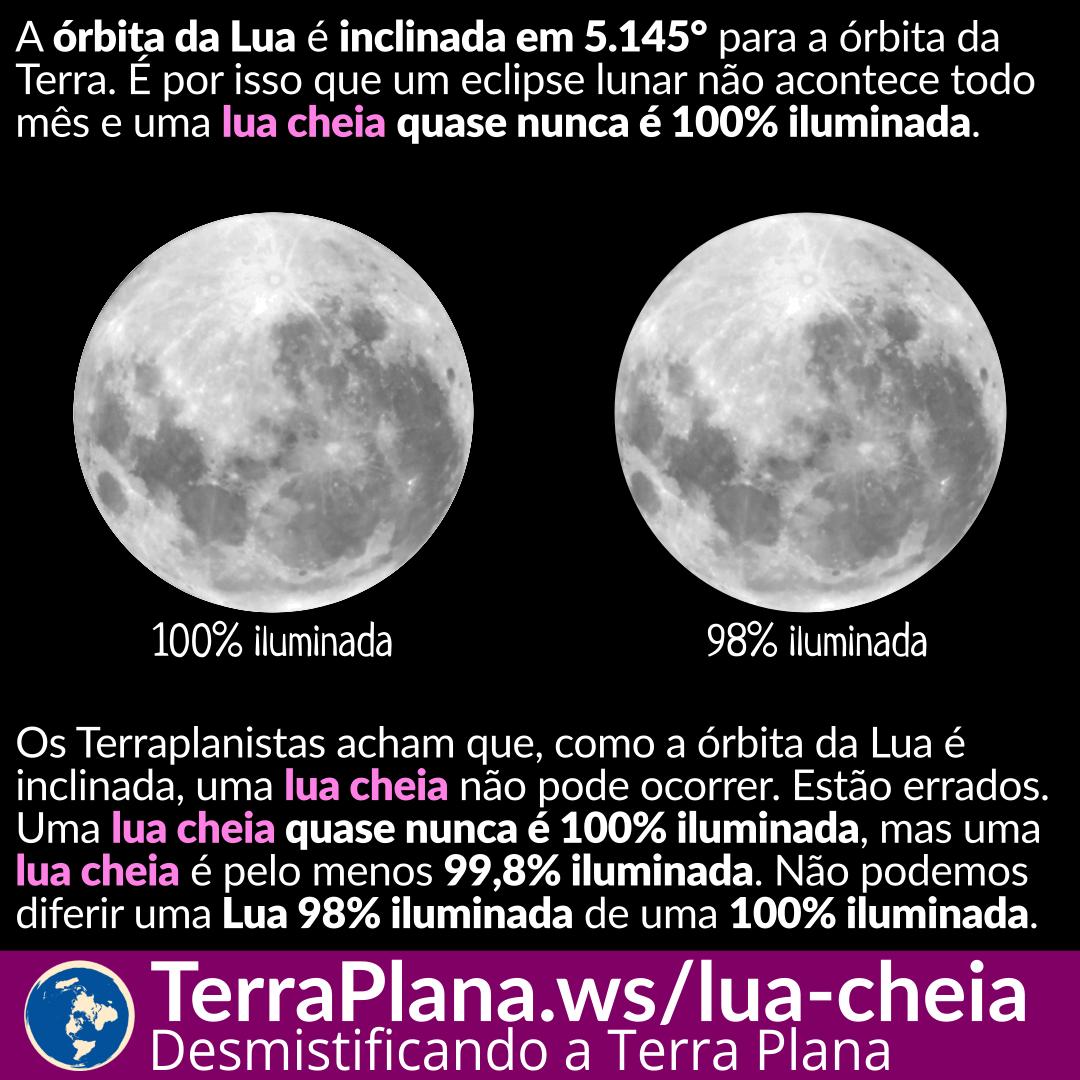 A órbita da Lua é inclinada em 5.145° para a órbita da
Terra. É por isso que um eclipse lunar não acontece todo
mês e uma lua cheia quase nunca é 100% iluminada.
100% iluminada
98% iluminada
Os Terraplanistas acham que, como a órbita da Lua é
inclinada, uma lua cheia não pode ocorrer. Estão errados.
Uma lua cheia quase nunca é 100% iluminada, mas uma
lua cheia é pelo menos 99,8% iluminada. Não podemos
diferir uma Lua 98% iluminada de uma 100% iluminada.
TerraPlana.ws/lua-cheia
Desmistificando a Terra Plana